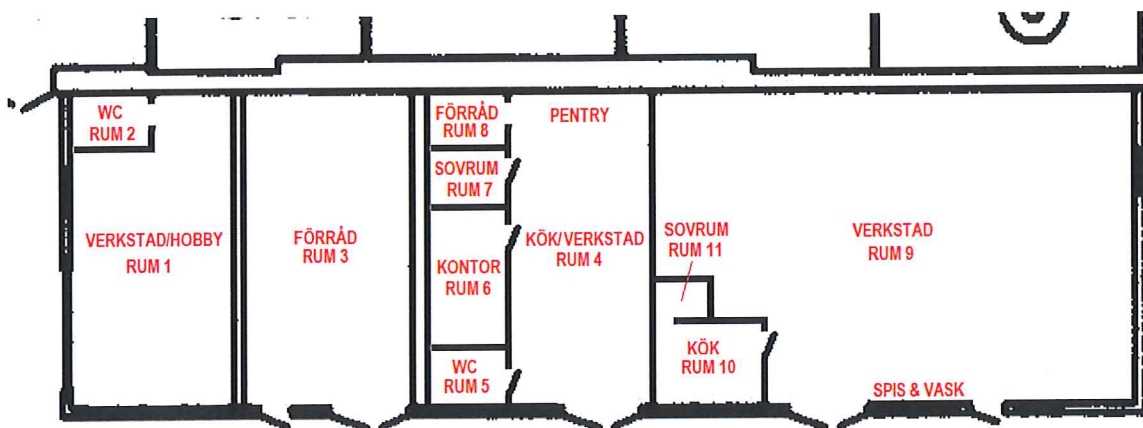 WC
RUM 2
VERKSTAD/HOBBY
RUM 1
FÖRRÅD
RUM 3
FÖRRÅD
RUM 8
PENTRY
SOVRUM
RUM 7
KONTOR
RUM 6
KÖK/VERKSTAD
RUM 4
WC
RUM 5
SOVRUM
RUM 11
VERKSTAD
RUM 9
KÖK
RUM 10
SPIS & VASK